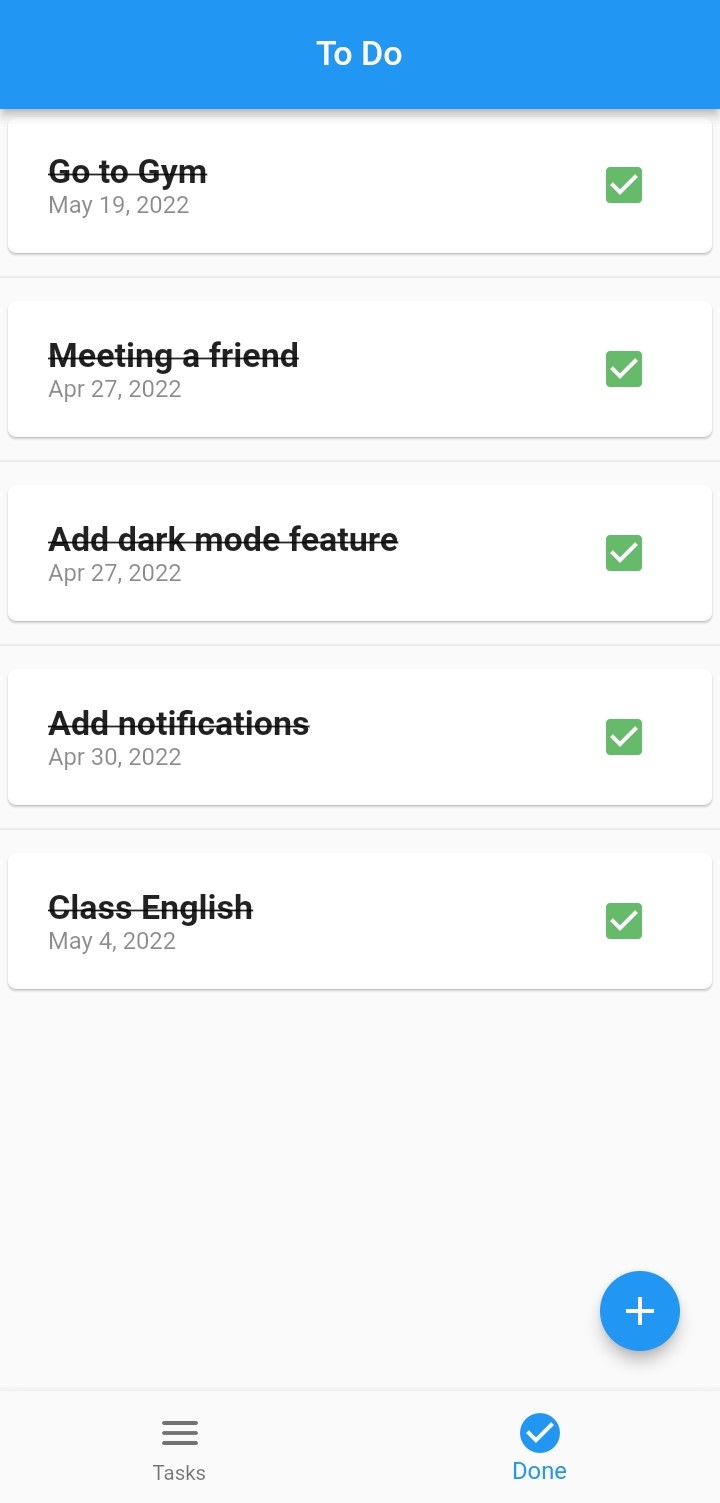 To Do
Go to Gym
May 19, 2022
Meeting a friend
Apr 27, 2022
Add dark mode feature
Apr 27, 2022
Add notifications
Apr 30, 2022
Class English
May 4, 2022
Tasks
Done